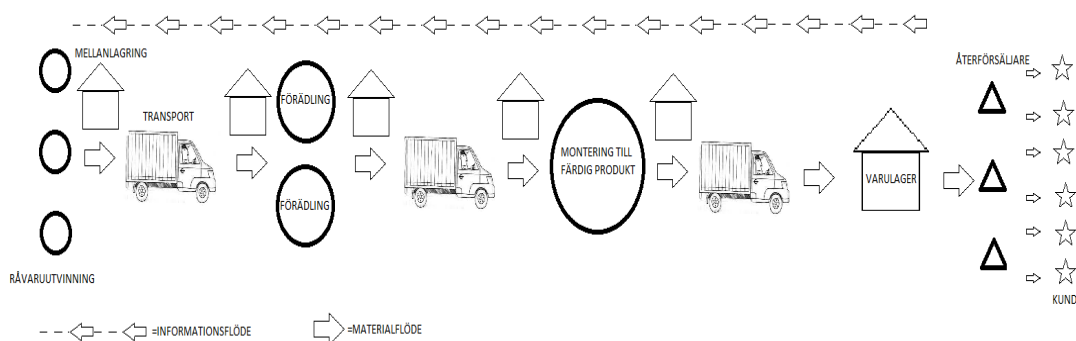 MELLANLAGRING
ÅTERFÖRSÄLJARE
FÖRÄDLING
TRANSPORT
MONTERING TILL
FÄRDIG PRODUKT
VARULAGER
FÖRÄDLING
RÅVARUUTVINNING
KUND
=INFORMATIONSFLÖDE
=MATERIALFLÖDE